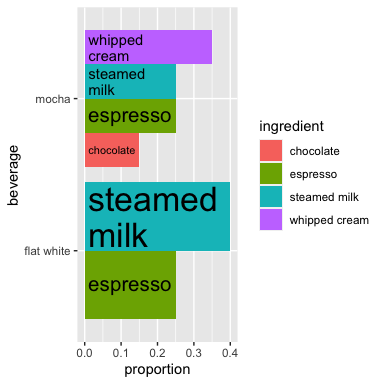 whipped
cream
steamed
milk
espresso
chocolate
steamed
milk
espresso
mocha
flat white
beverage
0.0 0.1 0.2 0.3 0.4
proportion
ingredient
chocolate
espresso
steamed milk
whipped cream